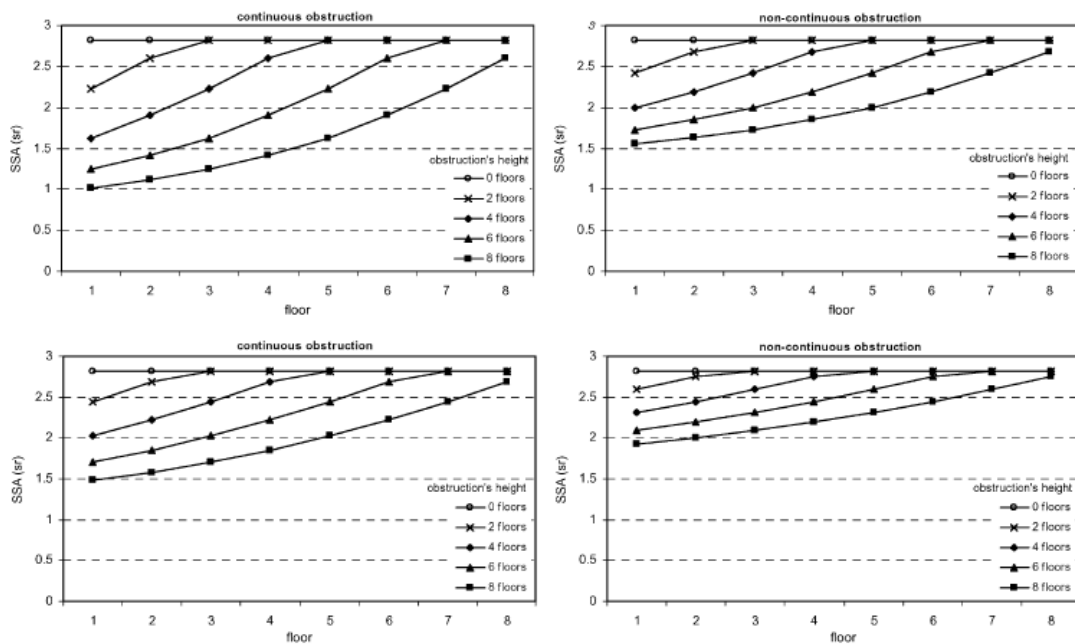 continuous obstruction
3
2.5
2
1.5
1
0.5
0
SSA (sr)
obstruction's height
0 floors
2 floors
4 floors
6 floors
8 floors
1 2 3 4 5 6 7 8
floor
non-continuous obstruction
3
2.5
2
1.5
1
0.5
0
SSA (sr)
obstruction's height
0 floors
2 floors
4 floors
6 floors
8 floors
1 2 3 4 5 6 7 8
floor
continuous obstruction
3
2.5
2
1.5
1
0.5
0
SSA (sr)
obstruction's height
0 floors
2 floors
4 floors
6 floors
8 floors
1 2 3 4 5 6 7 8
floor
non-continuous obstruction
3
2.5
2
1.5
1
0.5
0
SSA (sr)
obstruction's height
0 floors
2 floors
4 floors
6 floors
8 floors
1 2 3 4 5 6 7 8
floor